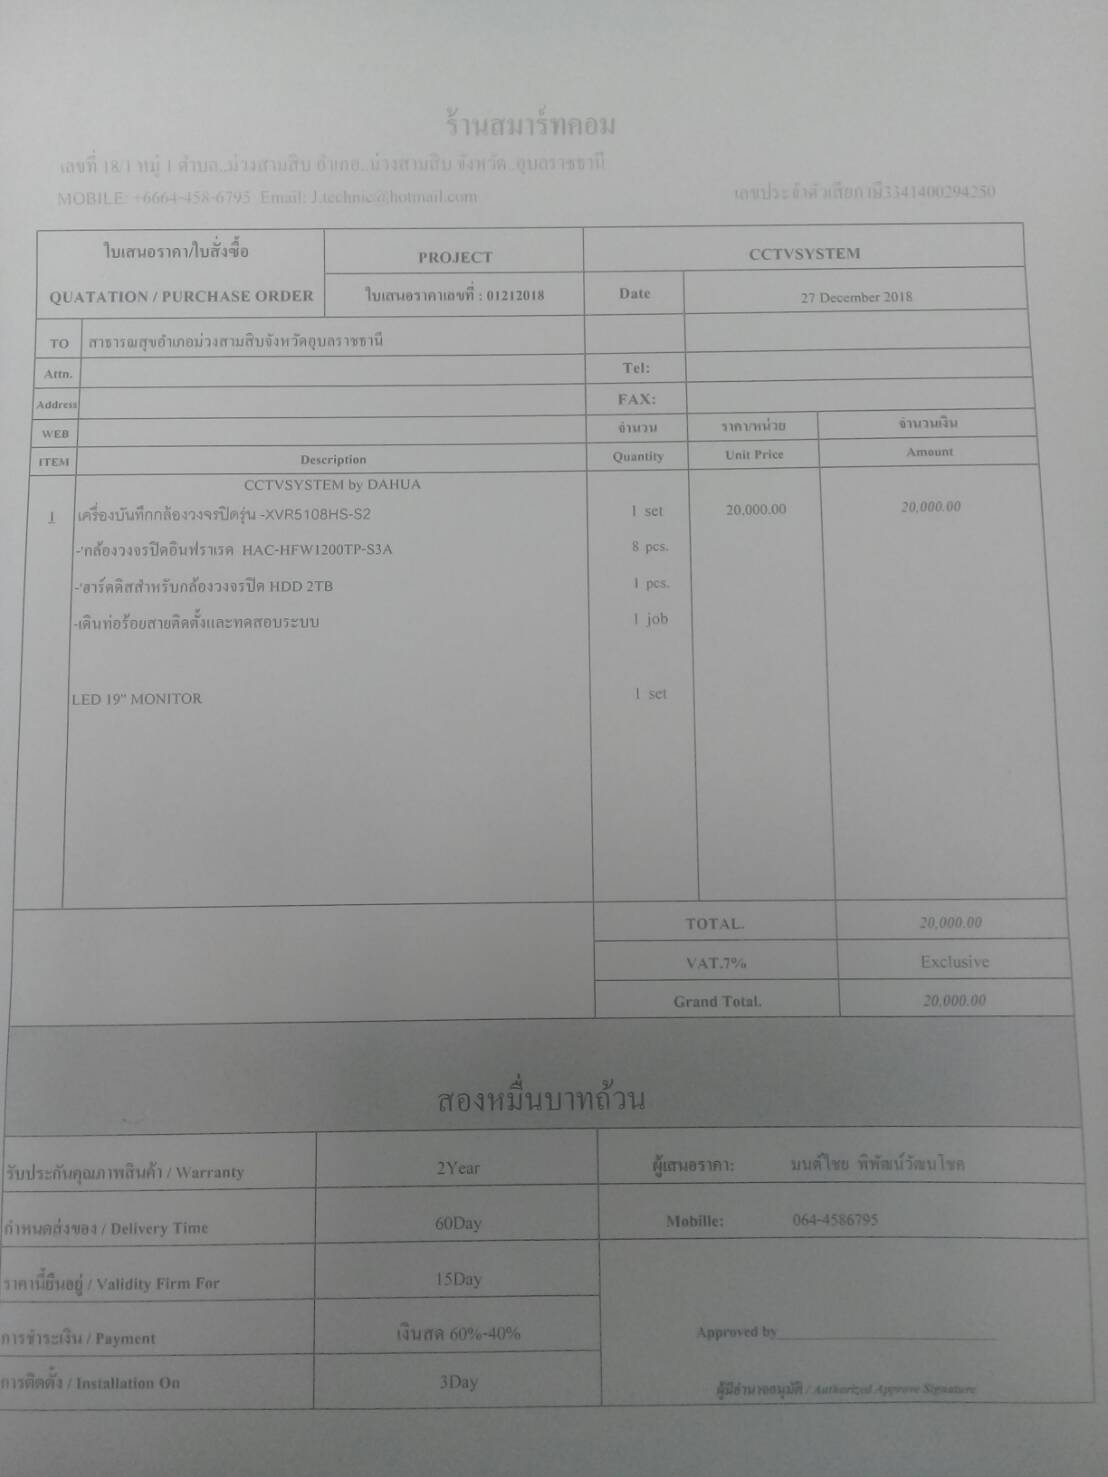 ร้านสมาร์ทคอม
เลขที่ 18/1 หมู่ 1 ตำบล..ม่วงสามสิบ อำเภอ..ม่วงสามสิบ จังหวัด..อุบลราชธานี
MOBILE: +6664-458-6795 Email: J.technic@hotmail.com
เลขประจำตัวเสียภาษี3341400294250
ใบเสนอราคา/ใบสั่งซื้อ
QUATATION / PURCHASE ORDER
PROJECT
CCTVSYSTEM
ใบเสนอราคาเลขที่ : 01212018
Date
27 December 2018
TO สาธารณสุขอำเภอม่วงสามสิบจังหวัดอุบลราชธานี
Attn.
Tel:
Address
FAX:
WEB
จำนวน ราคา/หน่วย จำนวนเงิน
ITEM Description Quantity Unit Price Amount
CCTVSYSTEM by DAHUA
1 เครื่องบันทึกกล้องวงจรปิดรุ่น -XVR5108HS-S2 1 set 20,000.00 20,000.00
-'กล้องวงจรปิดอินฟราเรด HAC-HFW1200TP-S3A 8 pcs.
-'ฮาร์ดดิสสำหรับกล้องวงจรปิด HDD 2TB 1 pcs.
-เดินท่อร้อยสายติดตั้งและทดสอบระบบ 1 job
LED 19" MONITOR 1 set
TOTAL. 20,000.00
VAT.7% Exclusive
Grand Total. 20,000.00
สองหมื่นบาทถ้วน
รับประกันคุณภาพสินค้า / Warranty 2Year
ผู้เสนอราคา: มนต์ไชย พิพัฒน์วัฒนโชค
กำหนดส่งของ / Delivery Time 60Day
Mobille: 064-4586795
ราคานี้ยืนอยู่ / Validity Firm For 15Day
การชำระเงิน / Payment เงินสด 60%-40%
Approved by
การติดตั้ง / Installation On 3Day
ผู้มีอำนาจอนุมัติ / Authorized Approve Signature